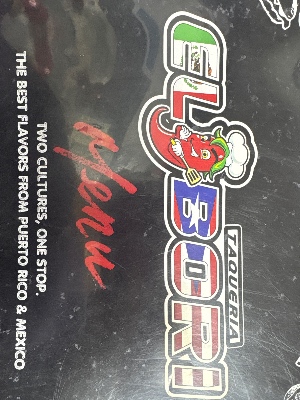 EL BORI
TAQUERIA
Menu
TWO CULTURES, ONE STOP.
THE BEST FLAVORS FROM PUERTO RICO & MEXICO